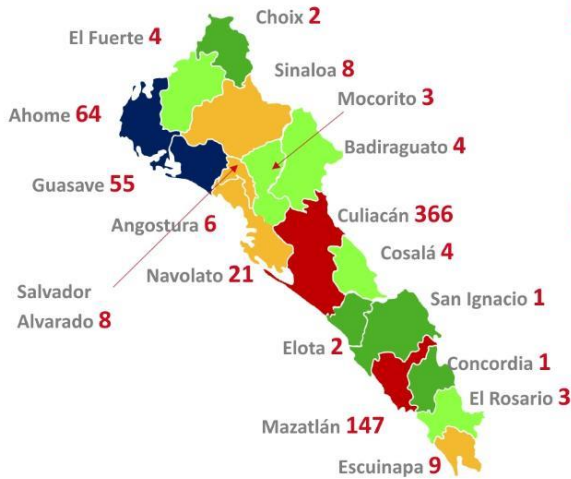 Choix 2
El Fuerte 4
Sinaloa 8
Mocorito 3
Ahome 64
Badiraguato 4
Guasave 55
Culiacán 366
Angostura 6
Cosalá 4
Navolato 21
Salvador
Alvarado 8
San Ignacio 1
Elota 2
Concordia 1
El Rosario 3
Mazatlán 147
Escuinapa 9